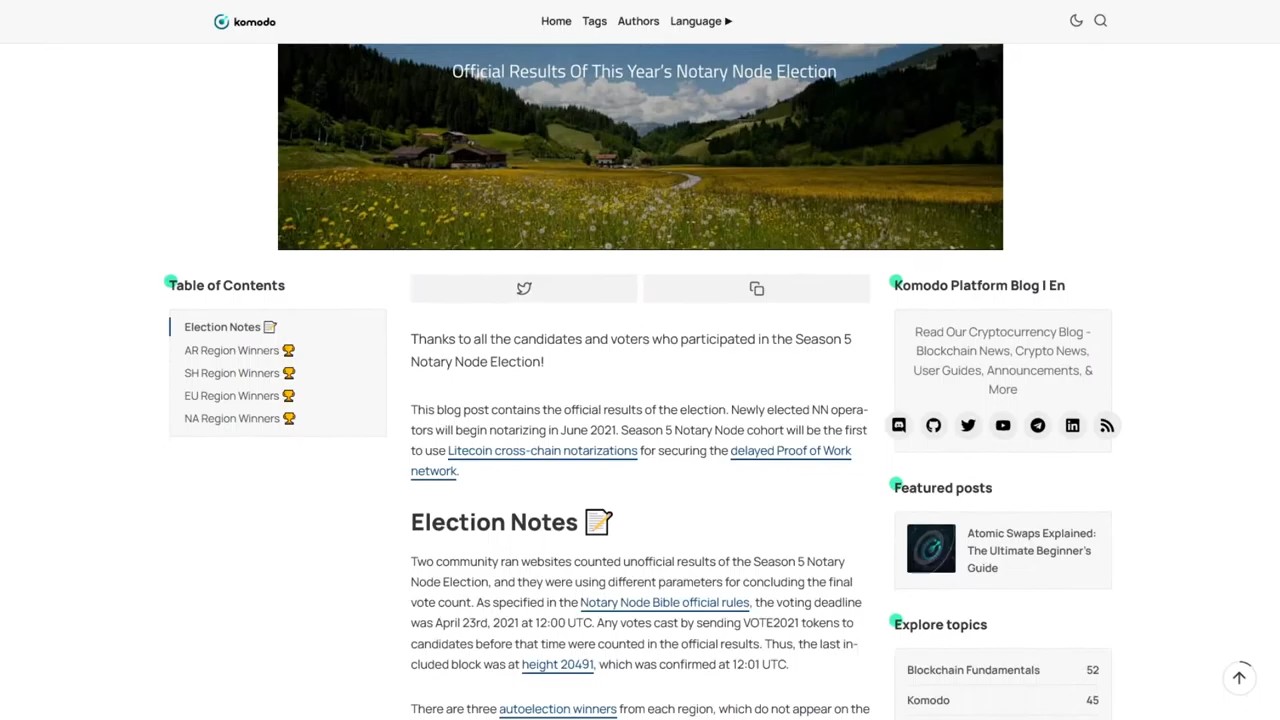 komodo
Home Tags Authors Language ▶
Official Results Of This Year's Notary Node Election
Table of Contents
Election Notes 📝
AR Region Winners 🏆
SH Region Winners 🏆
EU Region Winners 🏆
NA Region Winners 🏆
Thanks to all the candidates and voters who participated in the Season 5
Notary Node Election!
This blog post contains the official results of the election. Newly elected NN opera-
tors will begin notarizing in June 2021. Season 5 Notary Node cohort will be the first
to use Litecoin cross-chain notarizations for securing the delayed Proof of Work
network.
Election Notes 📝
Two community ran websites counted unofficial results of the Season 5 Notary
Node Election, and they were using different parameters for concluding the final
vote count. As specified in the Notary Node Bible official rules, the voting deadline
was April 23rd, 2021 at 12:00 UTC. Any votes cast by sending VOTE2021 tokens to
candidates before that time were counted in the official results. Thus, the last in-
cluded block was at height 20491, which was confirmed at 12:01 UTC.
There are three autoelection winners from each region, which do not appear on the
Komodo Platform Blog I En
Read Our Cryptocurrency Blog -
Blockchain News, Crypto News,
User Guides, Announcements, &
More
Featured posts
Atomic Swaps Explained:
The Ultimate Beginner's
Guide
Explore topics
Blockchain Fundamentals 52
Komodo 45